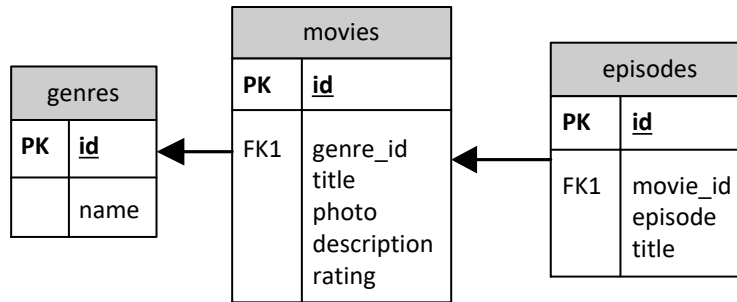 genres
PK id
name
movies
PK id
FK1 genre_id
title
photo
description
rating
episodes
PK id
FK1 movie_id
episode
title